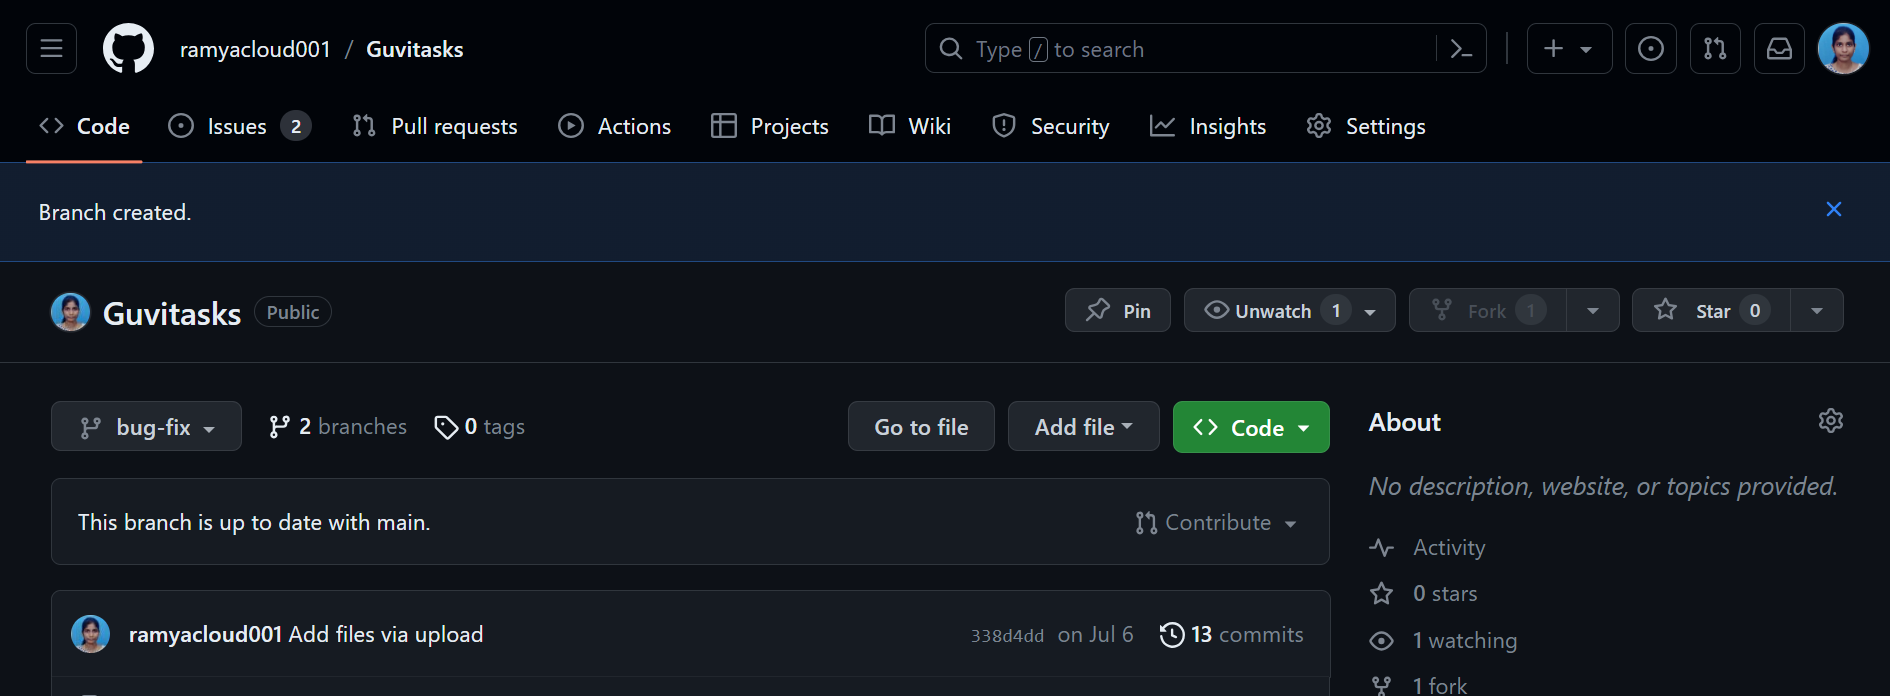 ramyacloud001 / Guvitasks
Type / to search
Code Issues 2 Pull requests Actions Projects Wiki Security Insights Settings
Branch created.
Guvitasks Public
Pin Unwatch 1 Fork 1 Star 0
bug-fix 2 branches 0 tags Go to file Add file Code
This branch is up to date with main. Contribute
ramyacloud001 Add files via upload 338d4dd on Jul 6 13 commits
About
No description, website, or topics provided.
Activity
0 stars
1 watching
1 fork